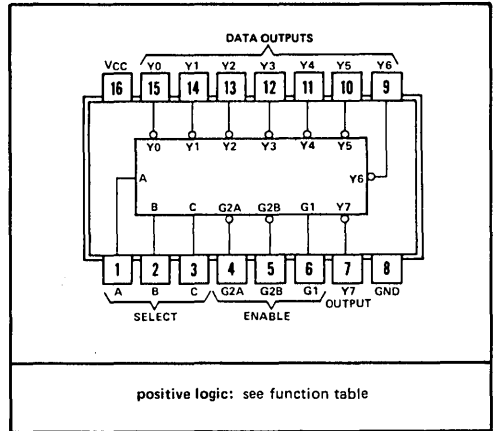 DATA OUTPUTS
VCC Y0 Y1 Y2 Y3 Y4 Y5 Y6
16 15 14 13 12 11 10 9
Y0 Y1 Y2 Y3 Y4 Y5
A Y6
B C G2A G2B G1 Y7
1 2 3 4 5 6 7 8
A B C G2A G2B G1 Y7 GND
SELECT ENABLE OUTPUT
positive logic: see function table